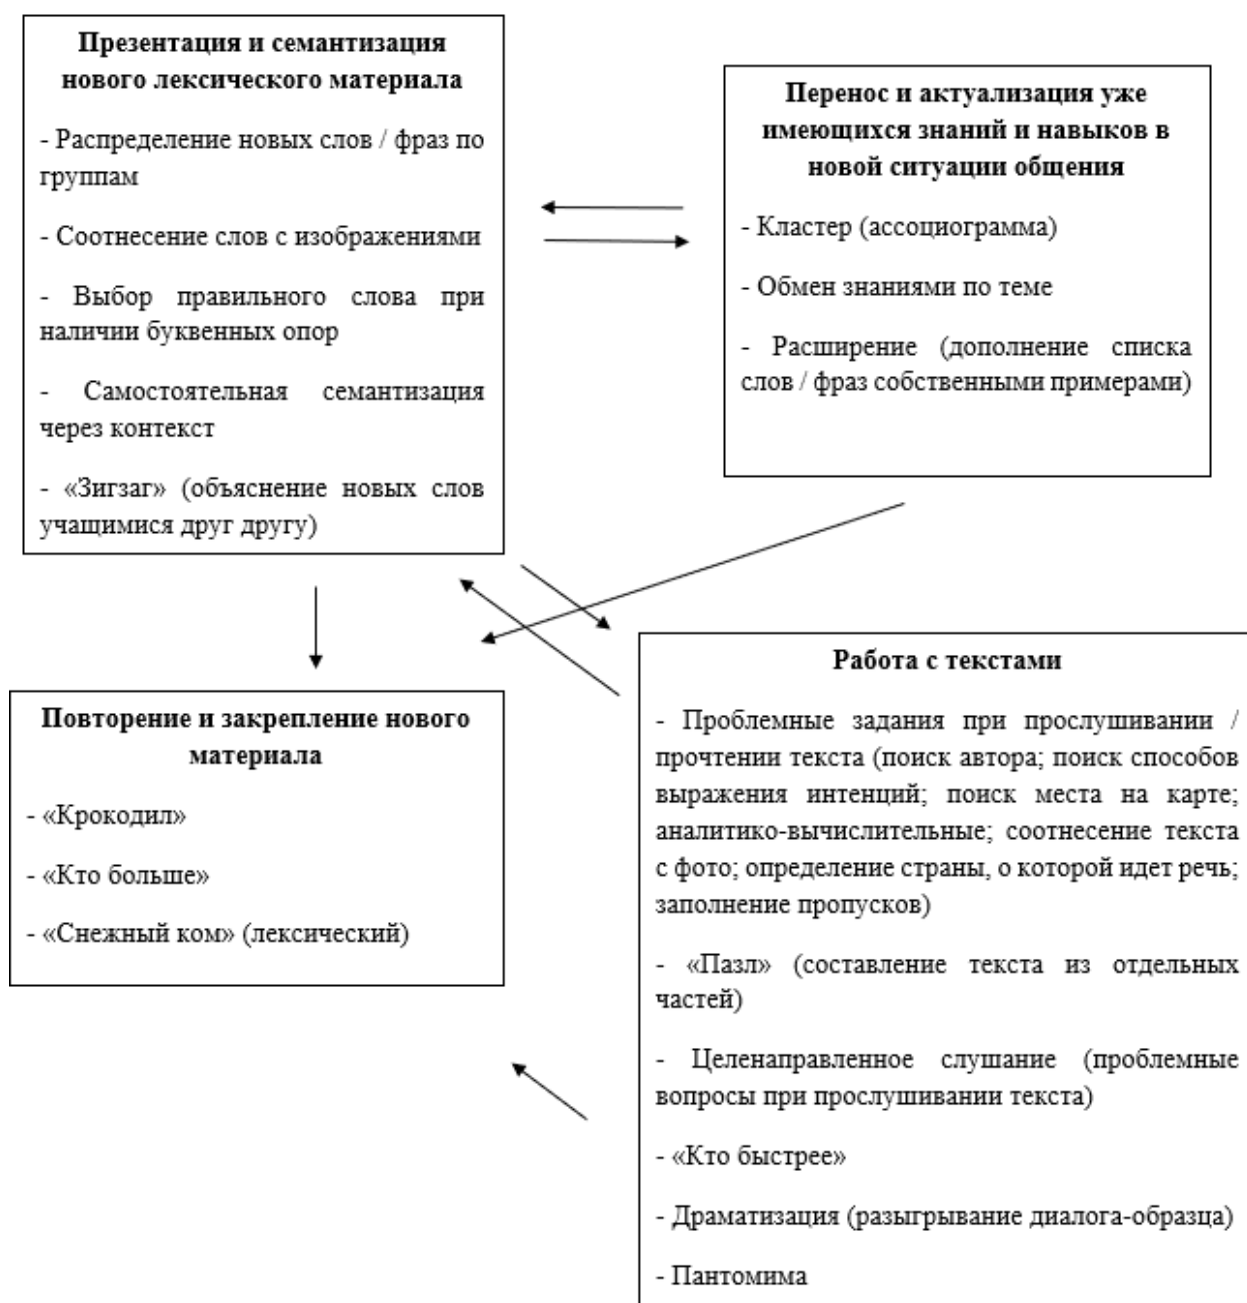 Презентация и семантизация
нового лексического материала
- Распределение новых слов / фраз по
группам
- Соотнесение слов с изображениями
- Выбор правильного слова при
наличии буквенных опор
- Самостоятельная семантизация
через контекст
- «Зигзаг» (объяснение новых слов
учащимися друг другу)
Перенос и актуализация уже
имеющихся знаний и навыков в
новой ситуации общения
- Кластер (ассоциограмма)
- Обмен знаниями по теме
- Расширение (дополнение списка
слов / фраз собственными примерами)
Повторение и закрепление нового
материала
- «Крокодил»
- «Кто больше»
- «Снежный ком» (лексический)
Работа с текстами
- Проблемные задания при прослушивании /
прочтении текста (поиск автора; поиск способов
выражения интенций; поиск места на карте;
аналитико-вычислительные; соотнесение текста
с фото; определение страны, о которой идет речь;
заполнение пропусков)
- «Пазл» (составление текста из отдельных
частей)
- Целенаправленное слушание (проблемные
вопросы при прослушивании текста)
- «Кто быстрее»
- Драматизация (разыгрывание диалога-образца)
- Пантомима